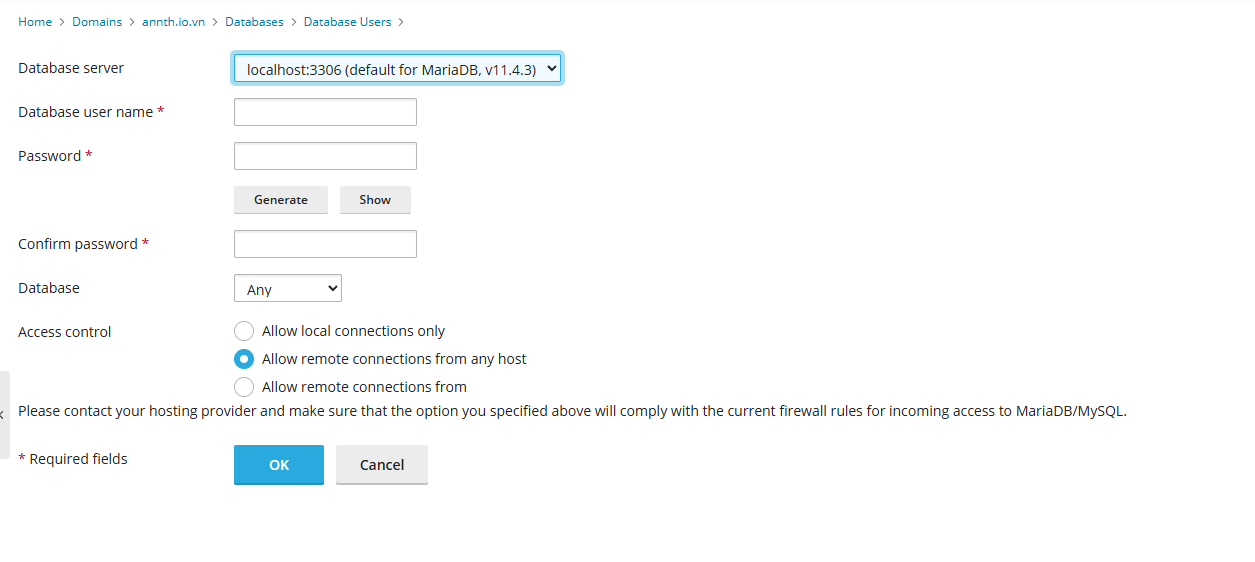 Home > Domains > annth.io.vn > Databases > Database Users >
Database server localhost:3306 (default for MariaDB, v11.4.3)
Database user name *
Password *
Generate Show
Confirm password *
Database Any
Access control Allow local connections only
Allow remote connections from any host
Allow remote connections from
Please contact your hosting provider and make sure that the option you specified above will comply with the current firewall rules for incoming access to MariaDB/MySQL.
* Required fields OK Cancel